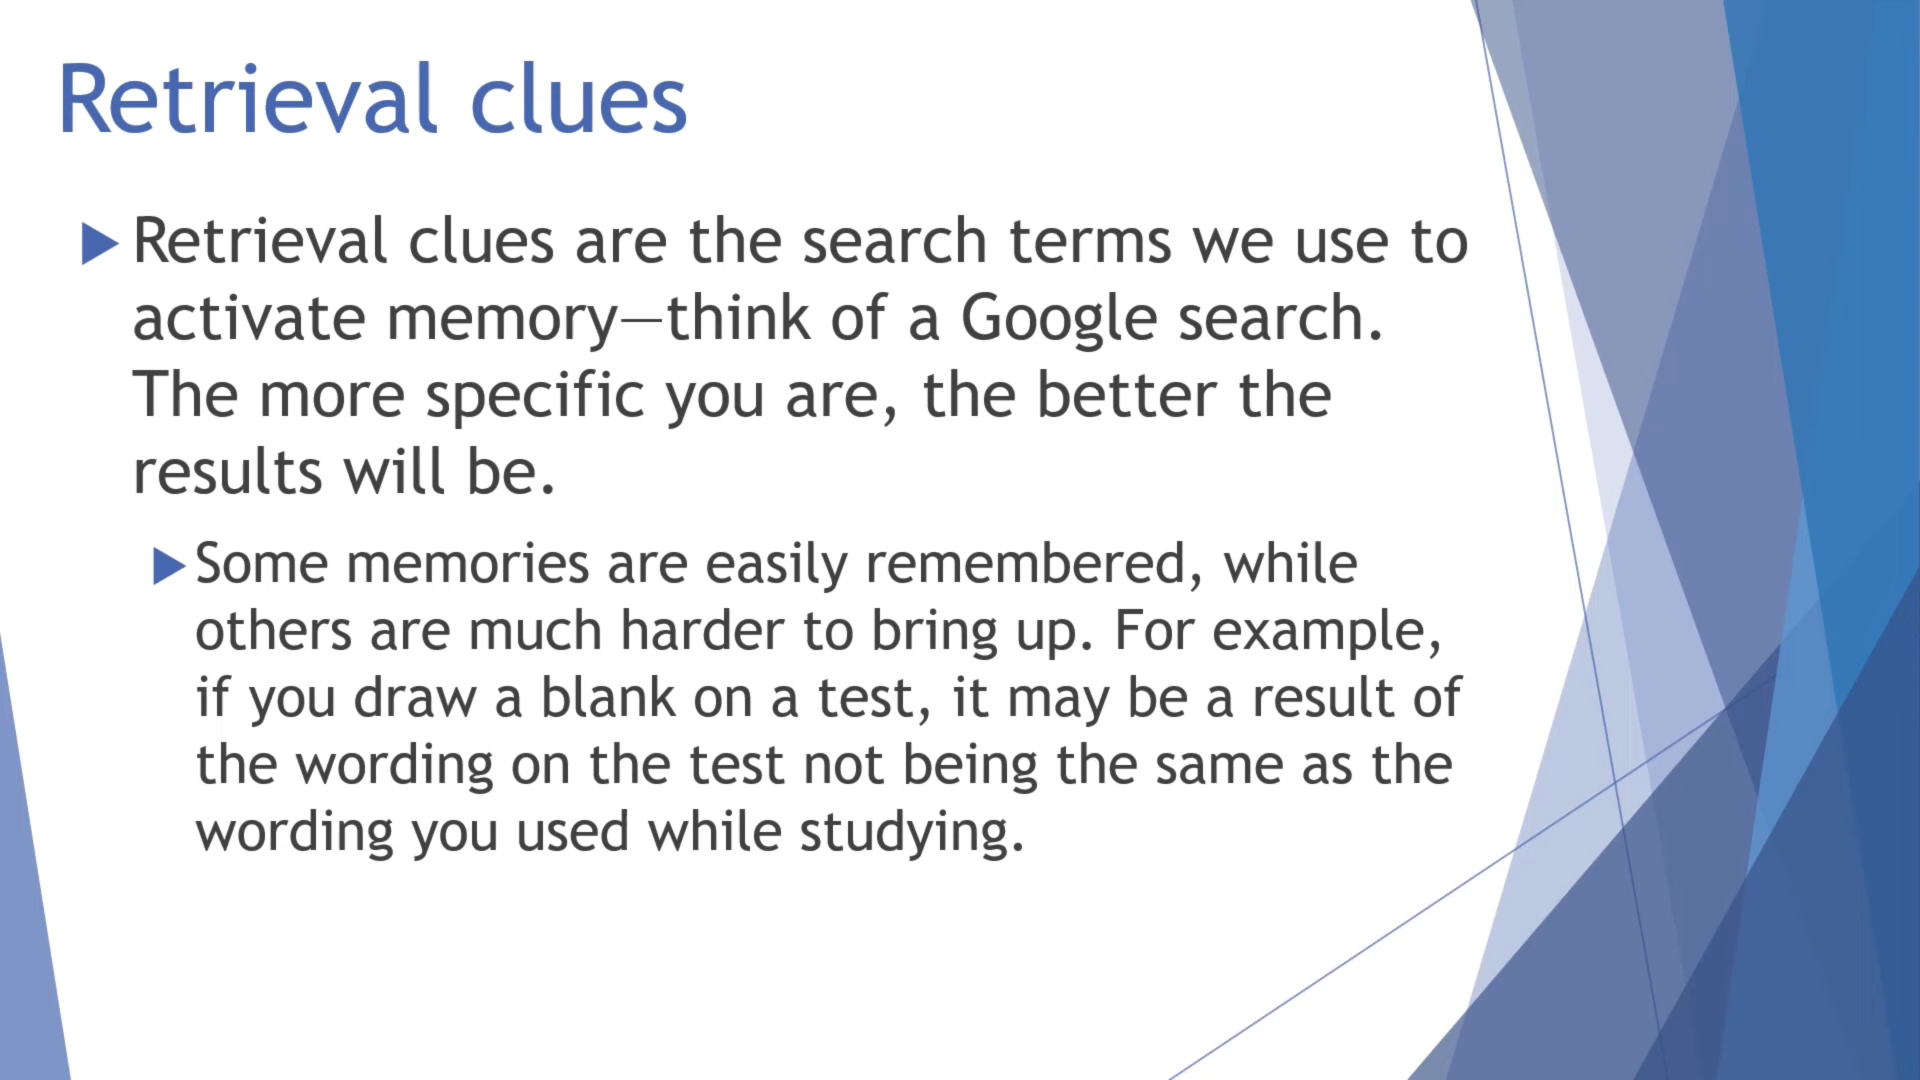 Retrieval clues
Retrieval clues are the search terms we use to
activate memory—think of a Google search.
The more specific you are, the better the
results will be.
Some memories are easily remembered, while
others are much harder to bring up. For example,
if you draw a blank on a test, it may be a result of
the wording on the test not being the same as the
wording you used while studying.